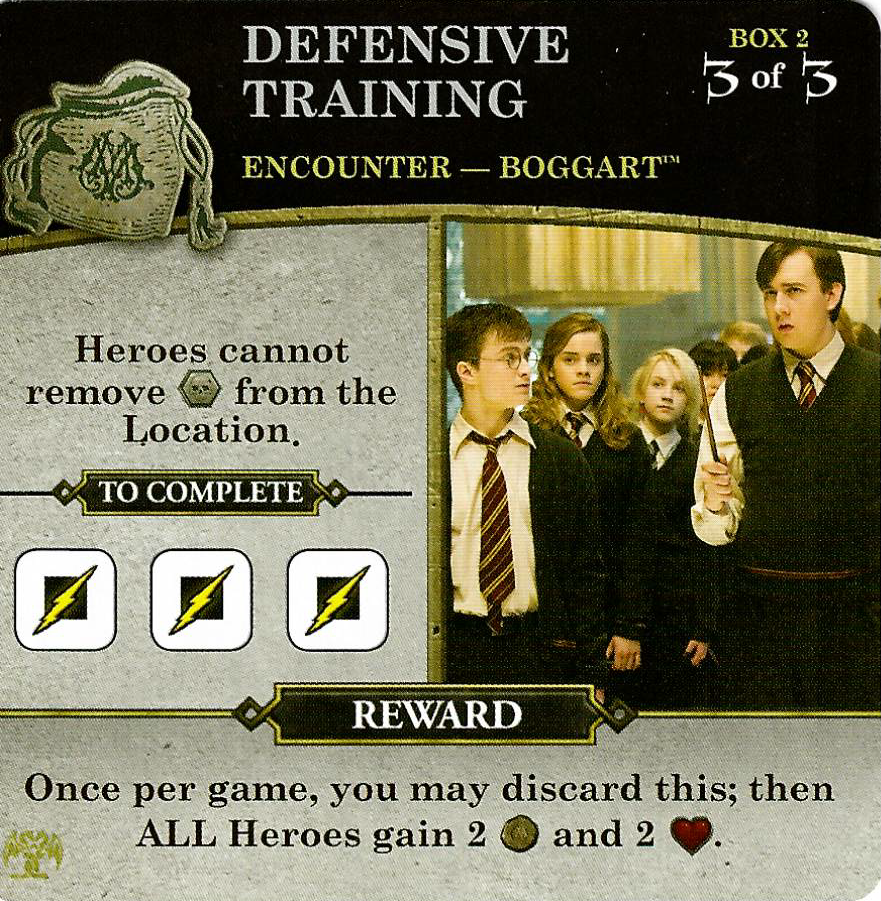 DEFENSIVE
TRAINING
BOX 2
3 of 3
ENCOUNTER — BOGGART™
Heroes cannot
remove from the
Location.
TO COMPLETE
REWARD
Once per game, you may discard this; then
ALL Heroes gain 2 and 2 .